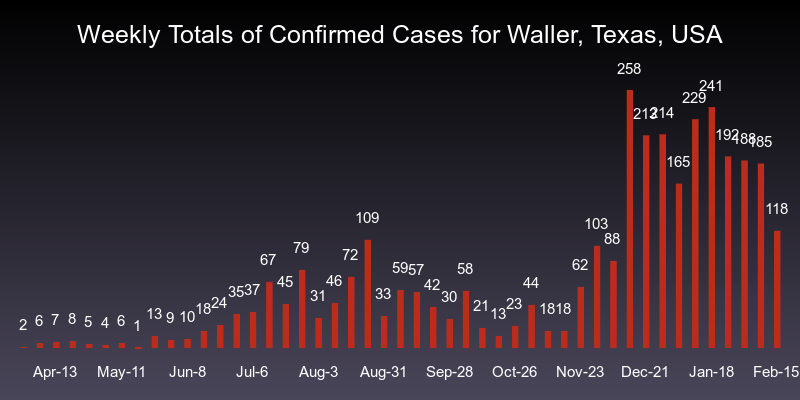 Weekly Totals of Confirmed Cases for Waller, Texas, USA
2 6 7 8 5 4 6 1 13 9 10 18 24 35 37 67 45 79 31 46 72 109 33 59 57 42 30 58 21 13 23 44 18 18 62 103 88 258 213 214 165 229 241 192 188 185 118
Apr-13 May-11 Jun-8 Jul-6 Aug-3 Aug-31 Sep-28 Oct-26 Nov-23 Dec-21 Jan-18 Feb-15